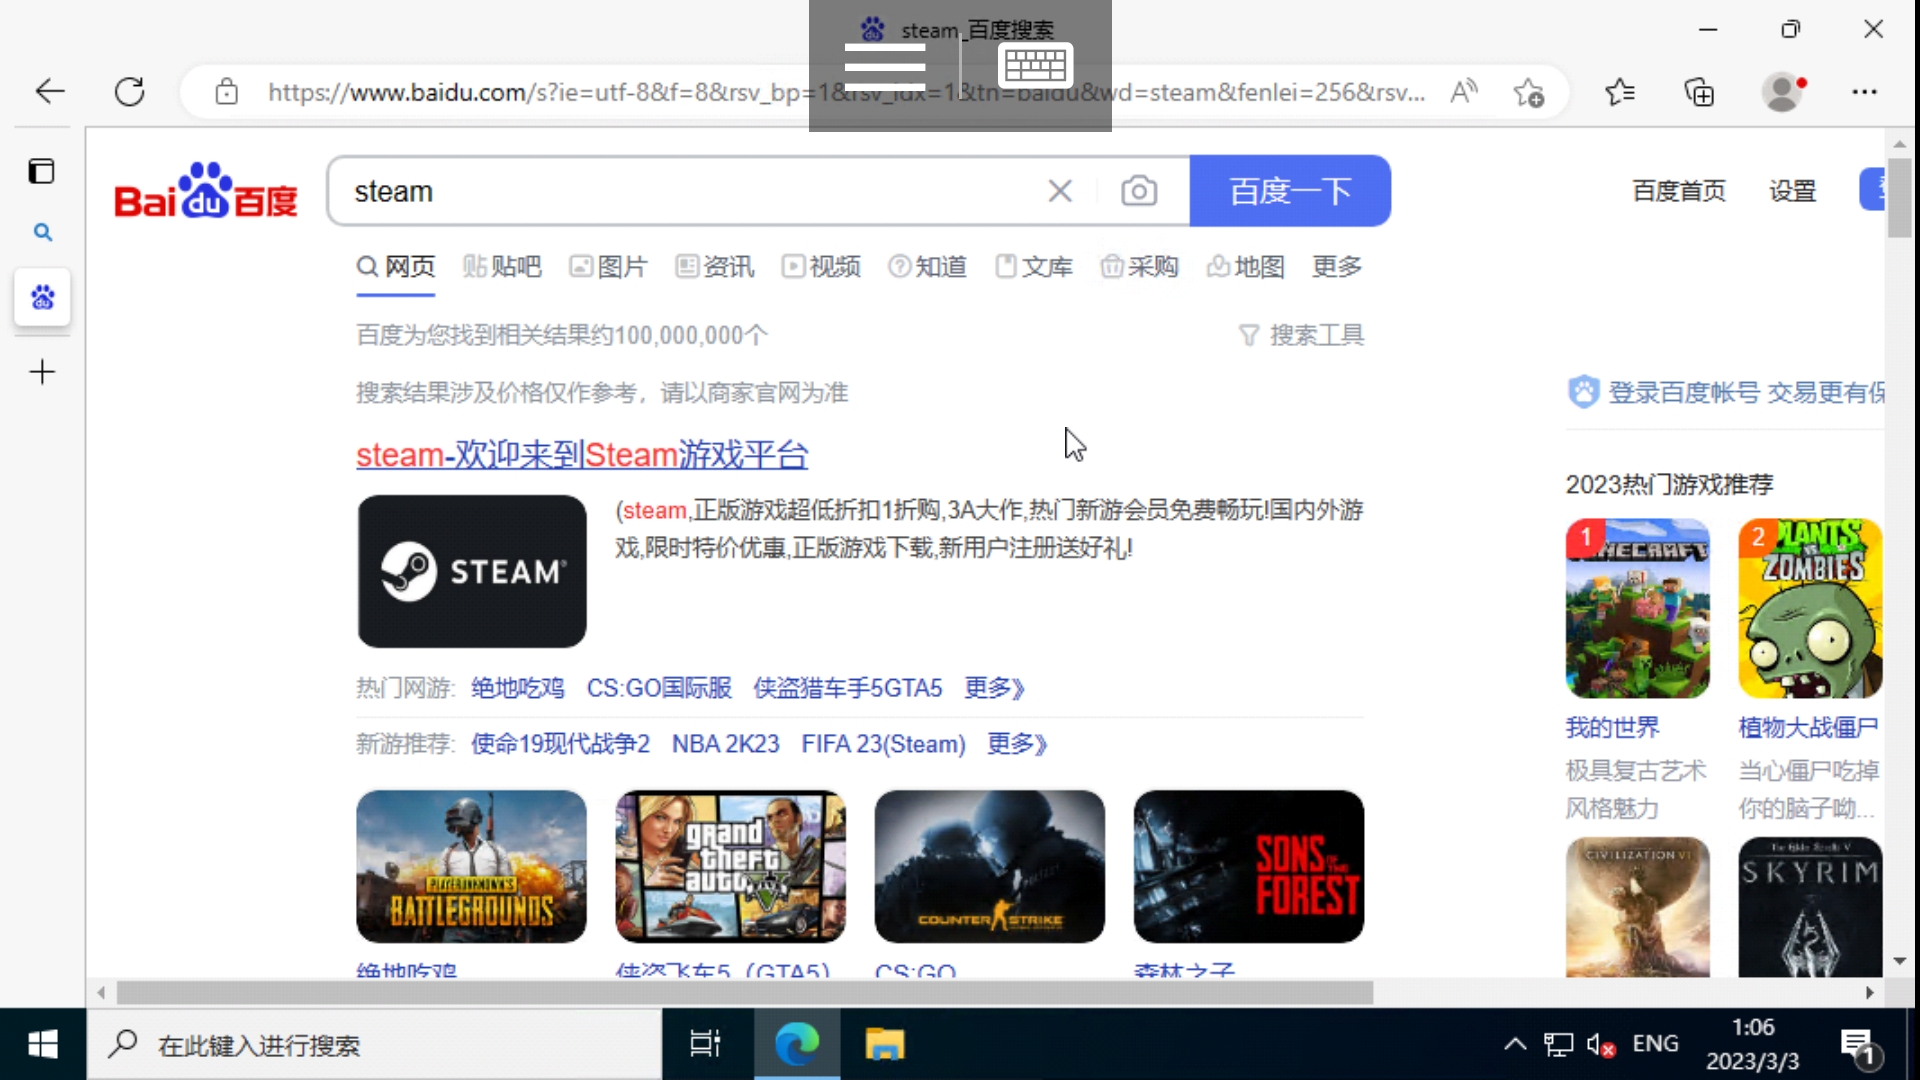 steam_百度搜索
https://www.baidu.com/s?ie=utf-8&f=8&rsv_bp=1&rsv_idx=1&tn=baidu&wd=steam&fenlei=256&rsv...
Bai du 百度
steam
百度一下
百度首页
设置
网页
贴吧
图片
资讯
视频
知道
文库
采购
地图
更多
百度为您找到相关结果约100,000,000个
搜索工具
搜索结果涉及价格仅作参考，请以商家官网为准
登录百度帐号 交易更有保
steam-欢迎来到Steam游戏平台
STEAM
(steam,正版游戏超低折扣1折购,3A大作,热门新游会员免费畅玩!国内外游
戏,限时特价优惠,正版游戏下载,新用户注册送好礼!
热门网游: 绝地吃鸡 CS:GO国际服 侠盗猎车手5GTA5 更多》
新游推荐: 使命19现代战争2 NBA 2K23 FIFA 23(Steam) 更多》
PLAYERUNKNOWN'S
BATTLEGROUNDS
grand
theft
auto V
COUNTER STRIKE
SONS OF THE
FOREST
绝地吃鸡
侠盗飞车5（GTA5）
CS:GO
森林之子
2023热门游戏推荐
1
MINECRAFT
2
PLANTS
VS
ZOMBIES
我的世界
极具复古艺术
风格魅力
植物大战僵尸
当心僵尸吃掉
你的脑子呦...
CIVILIZATION VI
The Elder Scrolls V
SKYRIM
在此键入进行搜索
ENG
1:06
2023/3/3
1